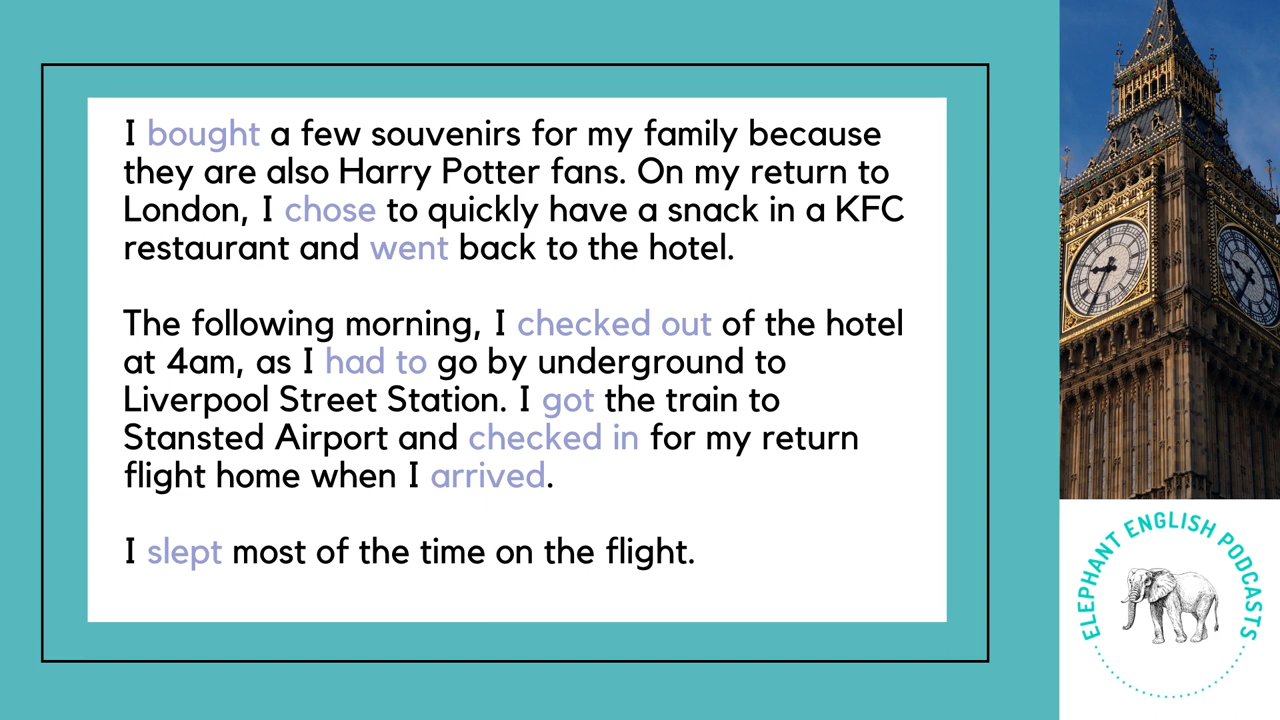 I bought a few souvenirs for my family because
they are also Harry Potter fans. On my return to
London, I chose to quickly have a snack in a KFC
restaurant and went back to the hotel.
The following morning, I checked out of the hotel
at 4am, as I had to go by underground to
Liverpool Street Station. I got the train to
Stansted Airport and checked in for my return
flight home when I arrived.
I slept most of the time on the flight.
ELEPHANT ENGLISH PODCASTS